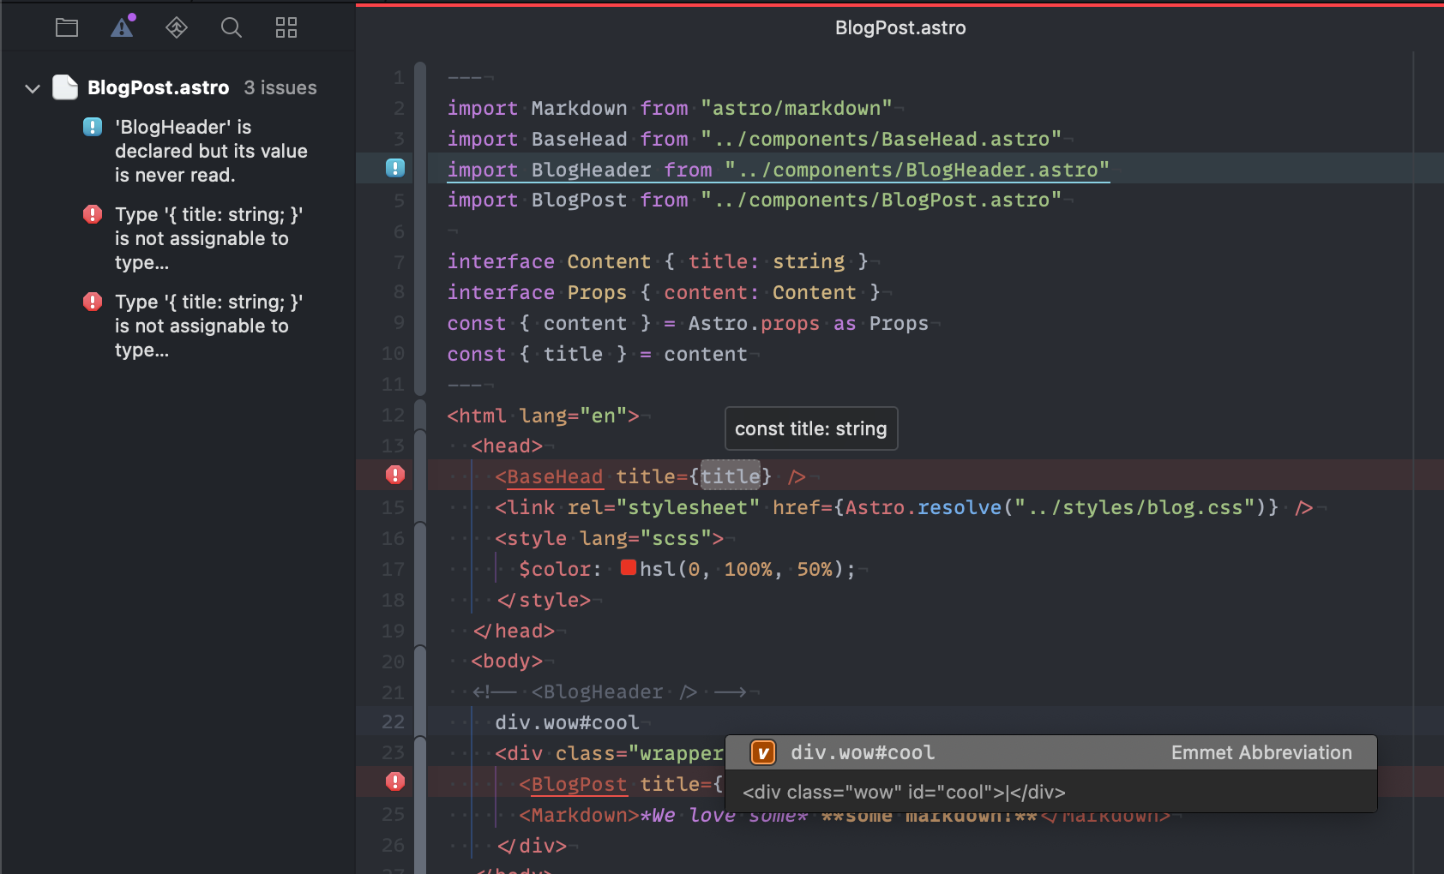 BlogPost.astro
BlogPost.astro 3 issues
'BlogHeader' is
declared but its value
is never read.
Type '{ title: string; }'
is not assignable to
type...
Type '{ title: string; }'
is not assignable to
type...
1 ---
2 import Markdown from "astro/markdown"
3 import BaseHead from "../components/BaseHead.astro"
import BlogHeader from "../components/BlogHeader.astro"
5 import BlogPost from "../components/BlogPost.astro"
6
7 interface Content { title: string }
8 interface Props { content: Content }
9 const { content } = Astro.props as Props
10 const { title } = content
11 ---
12 <html lang="en">
const title: string
13 <head>
<BaseHead title={title} />
15 <link rel="stylesheet" href={Astro.resolve("../styles/blog.css")} />
16 <style lang="scss">
17 $color: hsl(0, 100%, 50%);
18 </style>
19 </head>
20 <body>
21 <!-- <BlogHeader /> -->
22 div.wow#cool
23 <div class="wrapper
v div.wow#cool Emmet Abbreviation
<BlogPost title={
<div class="wow" id="cool">|</div>
25 <Markdown>*We love some* **some markdown!**</Markdown>
26 </div>
27 </body>